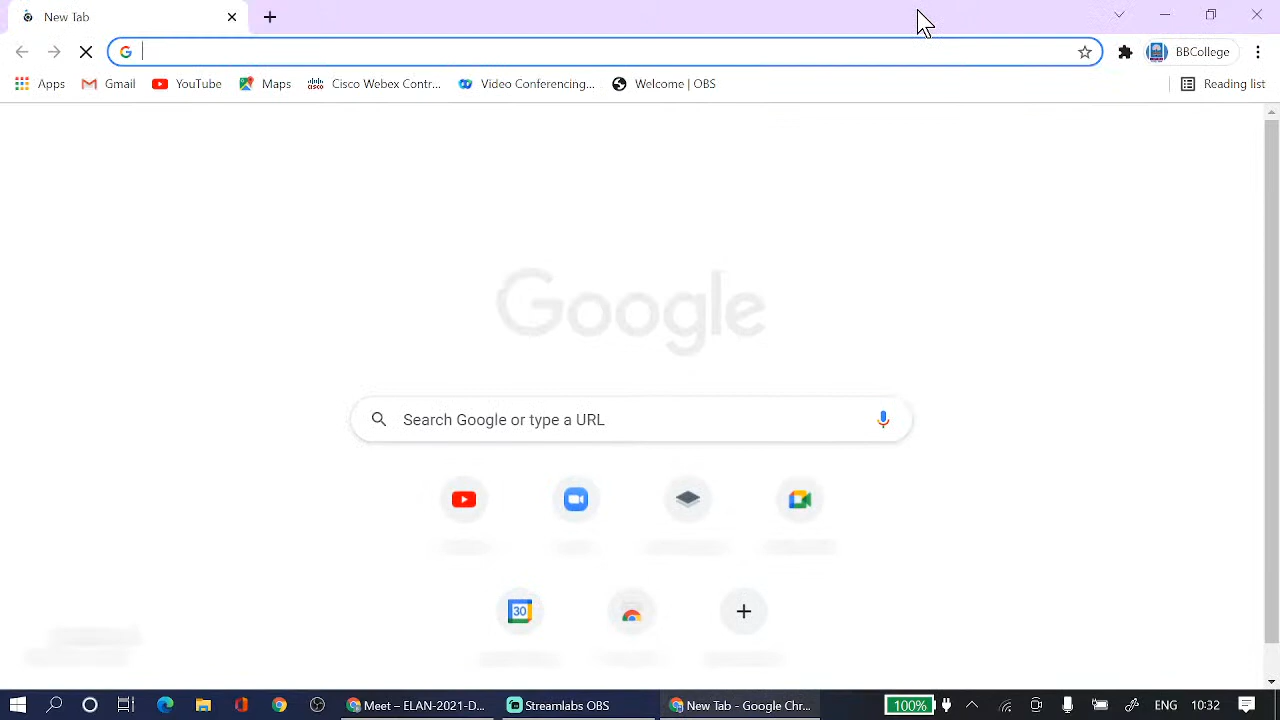 New Tab
BBCollege
Apps
Gmail
YouTube
Maps
Cisco Webex Contr...
Video Conferencing...
Welcome | OBS
Reading list
Google
Search Google or type a URL
30
Meet – ELAN-2021-D...
Streamlabs OBS
New Tab - Google Chr...
100%
ENG
10:32